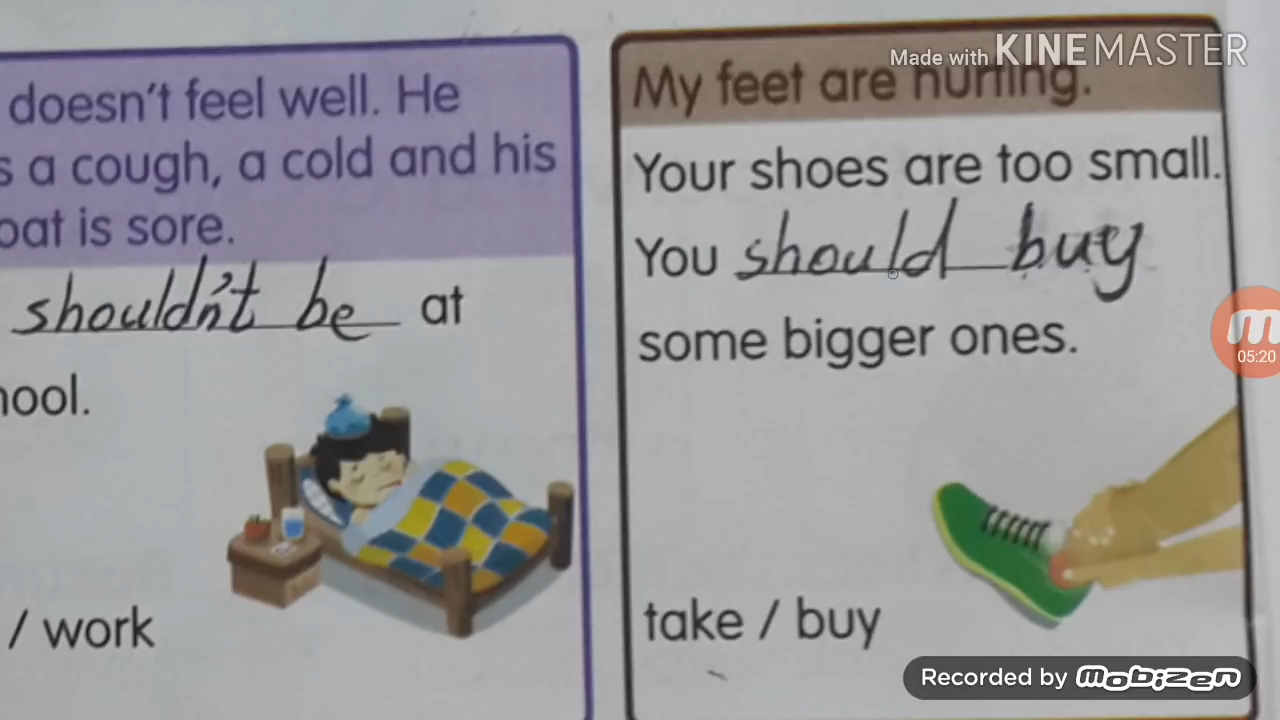 doesn't feel well. He
a cough, a cold and his
is sore.
shouldn't be at
/ work
My feet are hurting.
Your shoes are too small.
You should buy
some bigger ones.
take / buy
Made with KINEMASTER
05:20
Recorded by mobizen